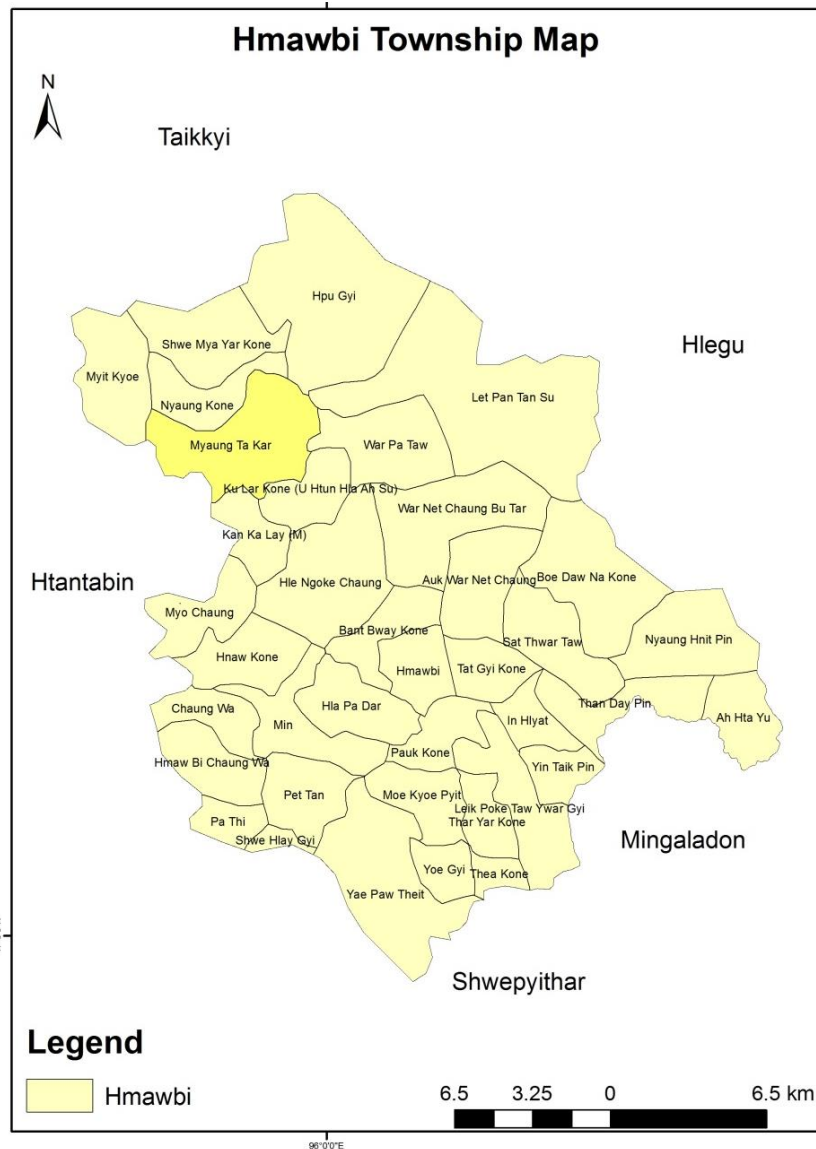 Hmawbi Township Map
N
Taikkyi
Hpu Gyi
Shwe Mya Yar Kone
Hlegu
Myit Kyoe
Let Pan Tan Su
Nyaung Kone
Myaung Ta Kar
War Pa Taw
Ku Lar Kone (U Htun Hla Ah Su)
War Net Chaung Bu Tar
Kan Ka Lay (M)
Htantabin
Hle Ngoke Chaung
Auk War Net Chaung
Boe Daw Na Kone
Myo Chaung
Bant Bway Kone
Sat Thwar Taw
Nyaung Hnit Pin
Hnaw Kone
Hmawbi
Tat Gyi Kone
Chaung Wa
Hla Pa Dar
Than Day Pin
Min
In Hlyat
Ah Hta Yu
Pauk Kone
Hmaw Bi Chaung Wa
Yin Taik Pin
Pet Tan
Moe Kyoe Pyit
Leik Poke Taw Ywar Gyi
Pa Thi
Thar Yar Kone
Shwe Hlay Gyi
Mingaladon
Yoe Gyi
Thea Kone
Yae Paw Theit
Shwepyithar
Legend
Hmawbi
6.5 3.25 0 6.5 km
96°0'0"E